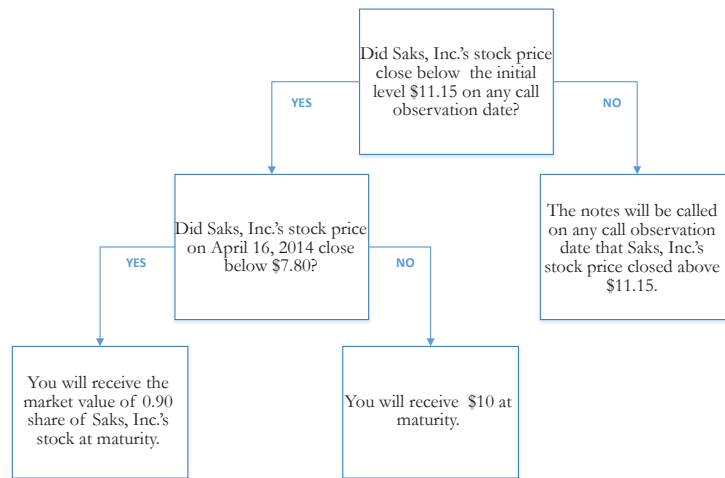 Did Saks, Inc.'s stock price
close below the initial
level $11.15 on any call
observation date?
YES
NO
Did Saks, Inc.'s stock price
on April 16, 2014 close
below $7.80?
The notes will be called
on any call observation
date that Saks, Inc.'s
stock price closed above
$11.15.
YES
NO
You will receive the
market value of 0.90
share of Saks, Inc.'s
stock at maturity.
You will receive $10 at
maturity.